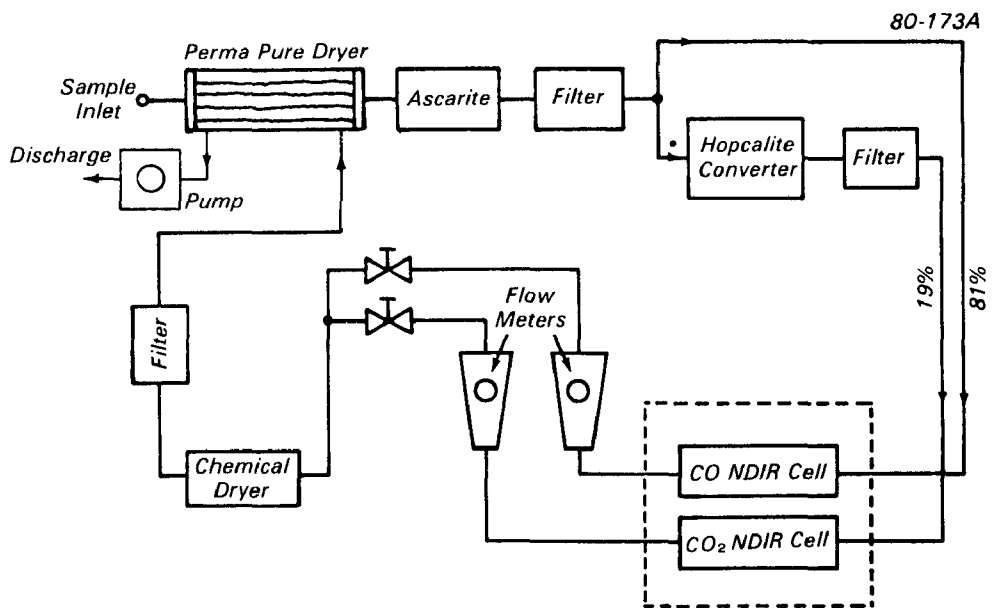 80-173A
Perma Pure Dryer
Sample
Inlet
Ascarite
Filter
Hopcalite
Converter
Filter
Discharge
Pump
19%
81%
Flow
Meters
Filter
Chemical
Dryer
CO NDIR Cell
CO₂ NDIR Cell